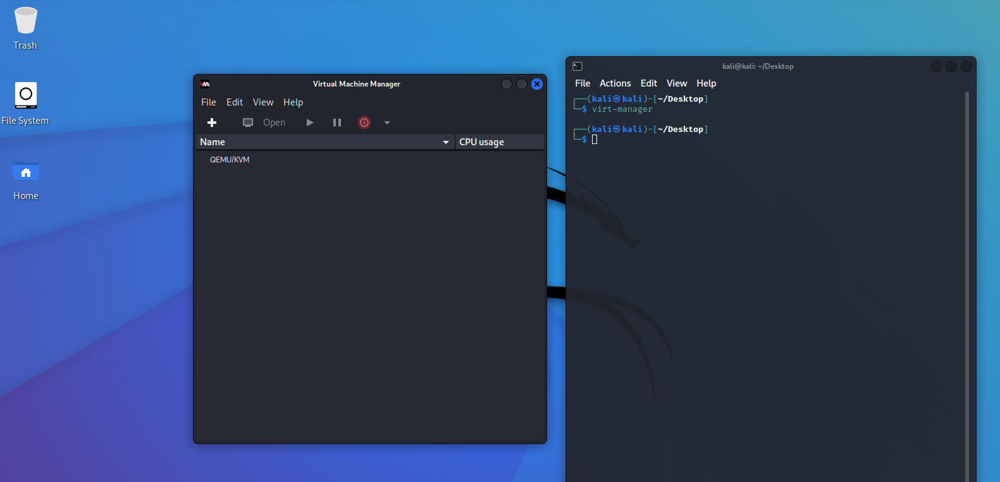 Trash
File System
Home
Virtual Machine Manager
File Edit View Help
Open
Name CPU usage
QEMU/KVM
kali@kali: ~/Desktop
File Actions Edit View Help
┌──(kali㉿kali)-[~/Desktop]
└─$ virt-manager
┌──(kali㉿kali)-[~/Desktop]
└─$